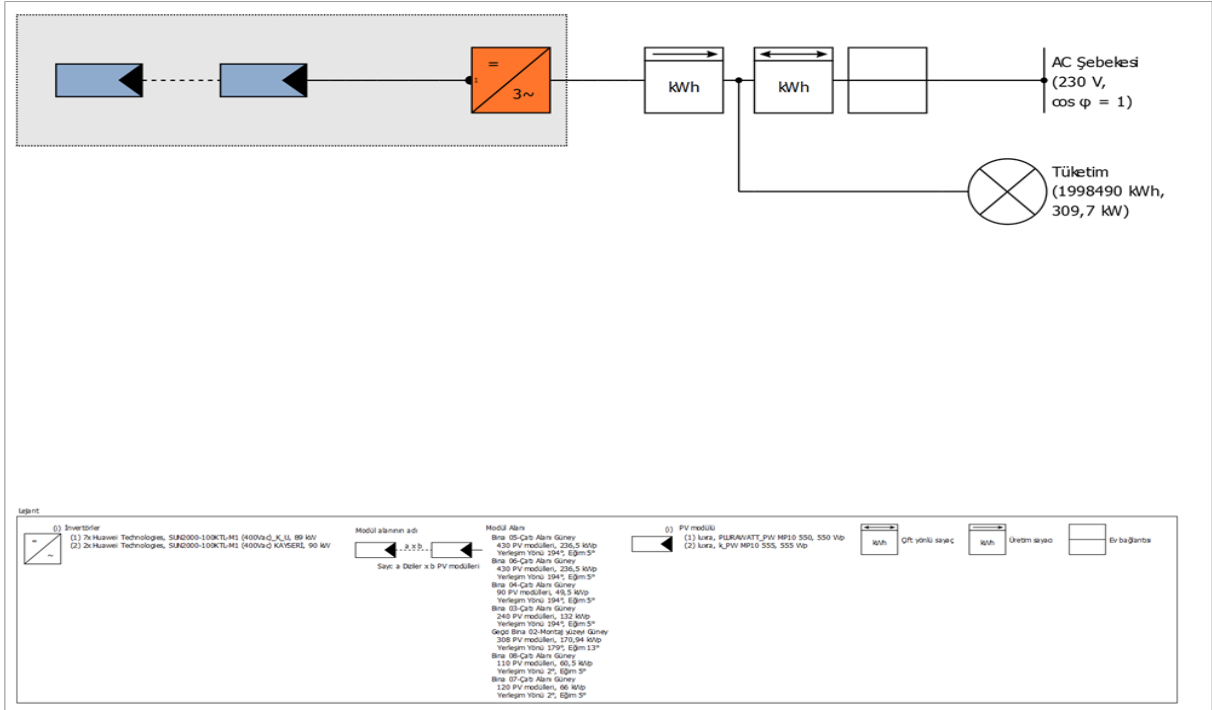 =
3~
1
kWh
kWh
AC Şebekesi
(230 V,
cos φ = 1)
Tüketim
(1998490 kWh,
309,7 kW)
Lejant
(i) İnvertörler
(1) 7x Huawei Technologies, SUN2000-100KTL-M1 (400Vac)_K_U, 89 kW
(2) 2x Huawei Technologies, SUN2000-100KTL-M1 (400Vac) KAYSERİ, 90 kW
=
~
Modül alanının adı
a x b
Sayı: a Diziler x b PV modülleri
Modül Alanı
Bina 05-Çatı Alanı Güney
430 PV modülleri, 236,5 kWp
Yerleşim Yönü 194°, Eğim 5°
Bina 06-Çatı Alanı Güney
430 PV modülleri, 236,5 kWp
Yerleşim Yönü 194°, Eğim 5°
Bina 04-Çatı Alanı Güney
90 PV modülleri, 49,5 kWp
Yerleşim Yönü 194°, Eğim 5°
Bina 03-Çatı Alanı Güney
240 PV modülleri, 132 kWp
Yerleşim Yönü 194°, Eğim 5°
Geçid Bina 02-Montaj yüzeyi Güney
308 PV modülleri, 170,94 kWp
Yerleşim Yönü 179°, Eğim 13°
Bina 08-Çatı Alanı Güney
110 PV modülleri, 60,5 kWp
Yerleşim Yönü 2°, Eğim 5°
Bina 07-Çatı Alanı Güney
120 PV modülleri, 66 kWp
Yerleşim Yönü 2°, Eğim 5°
(i) PV modülü
(1) luxra, PLURAWATT_PW MP10 550, 550 Wp
(2) luxra, k_PW MP10 555, 555 Wp
kWh
Çift yönlü sayaç
kWh
Üretim sayacı
Ev bağlantısı